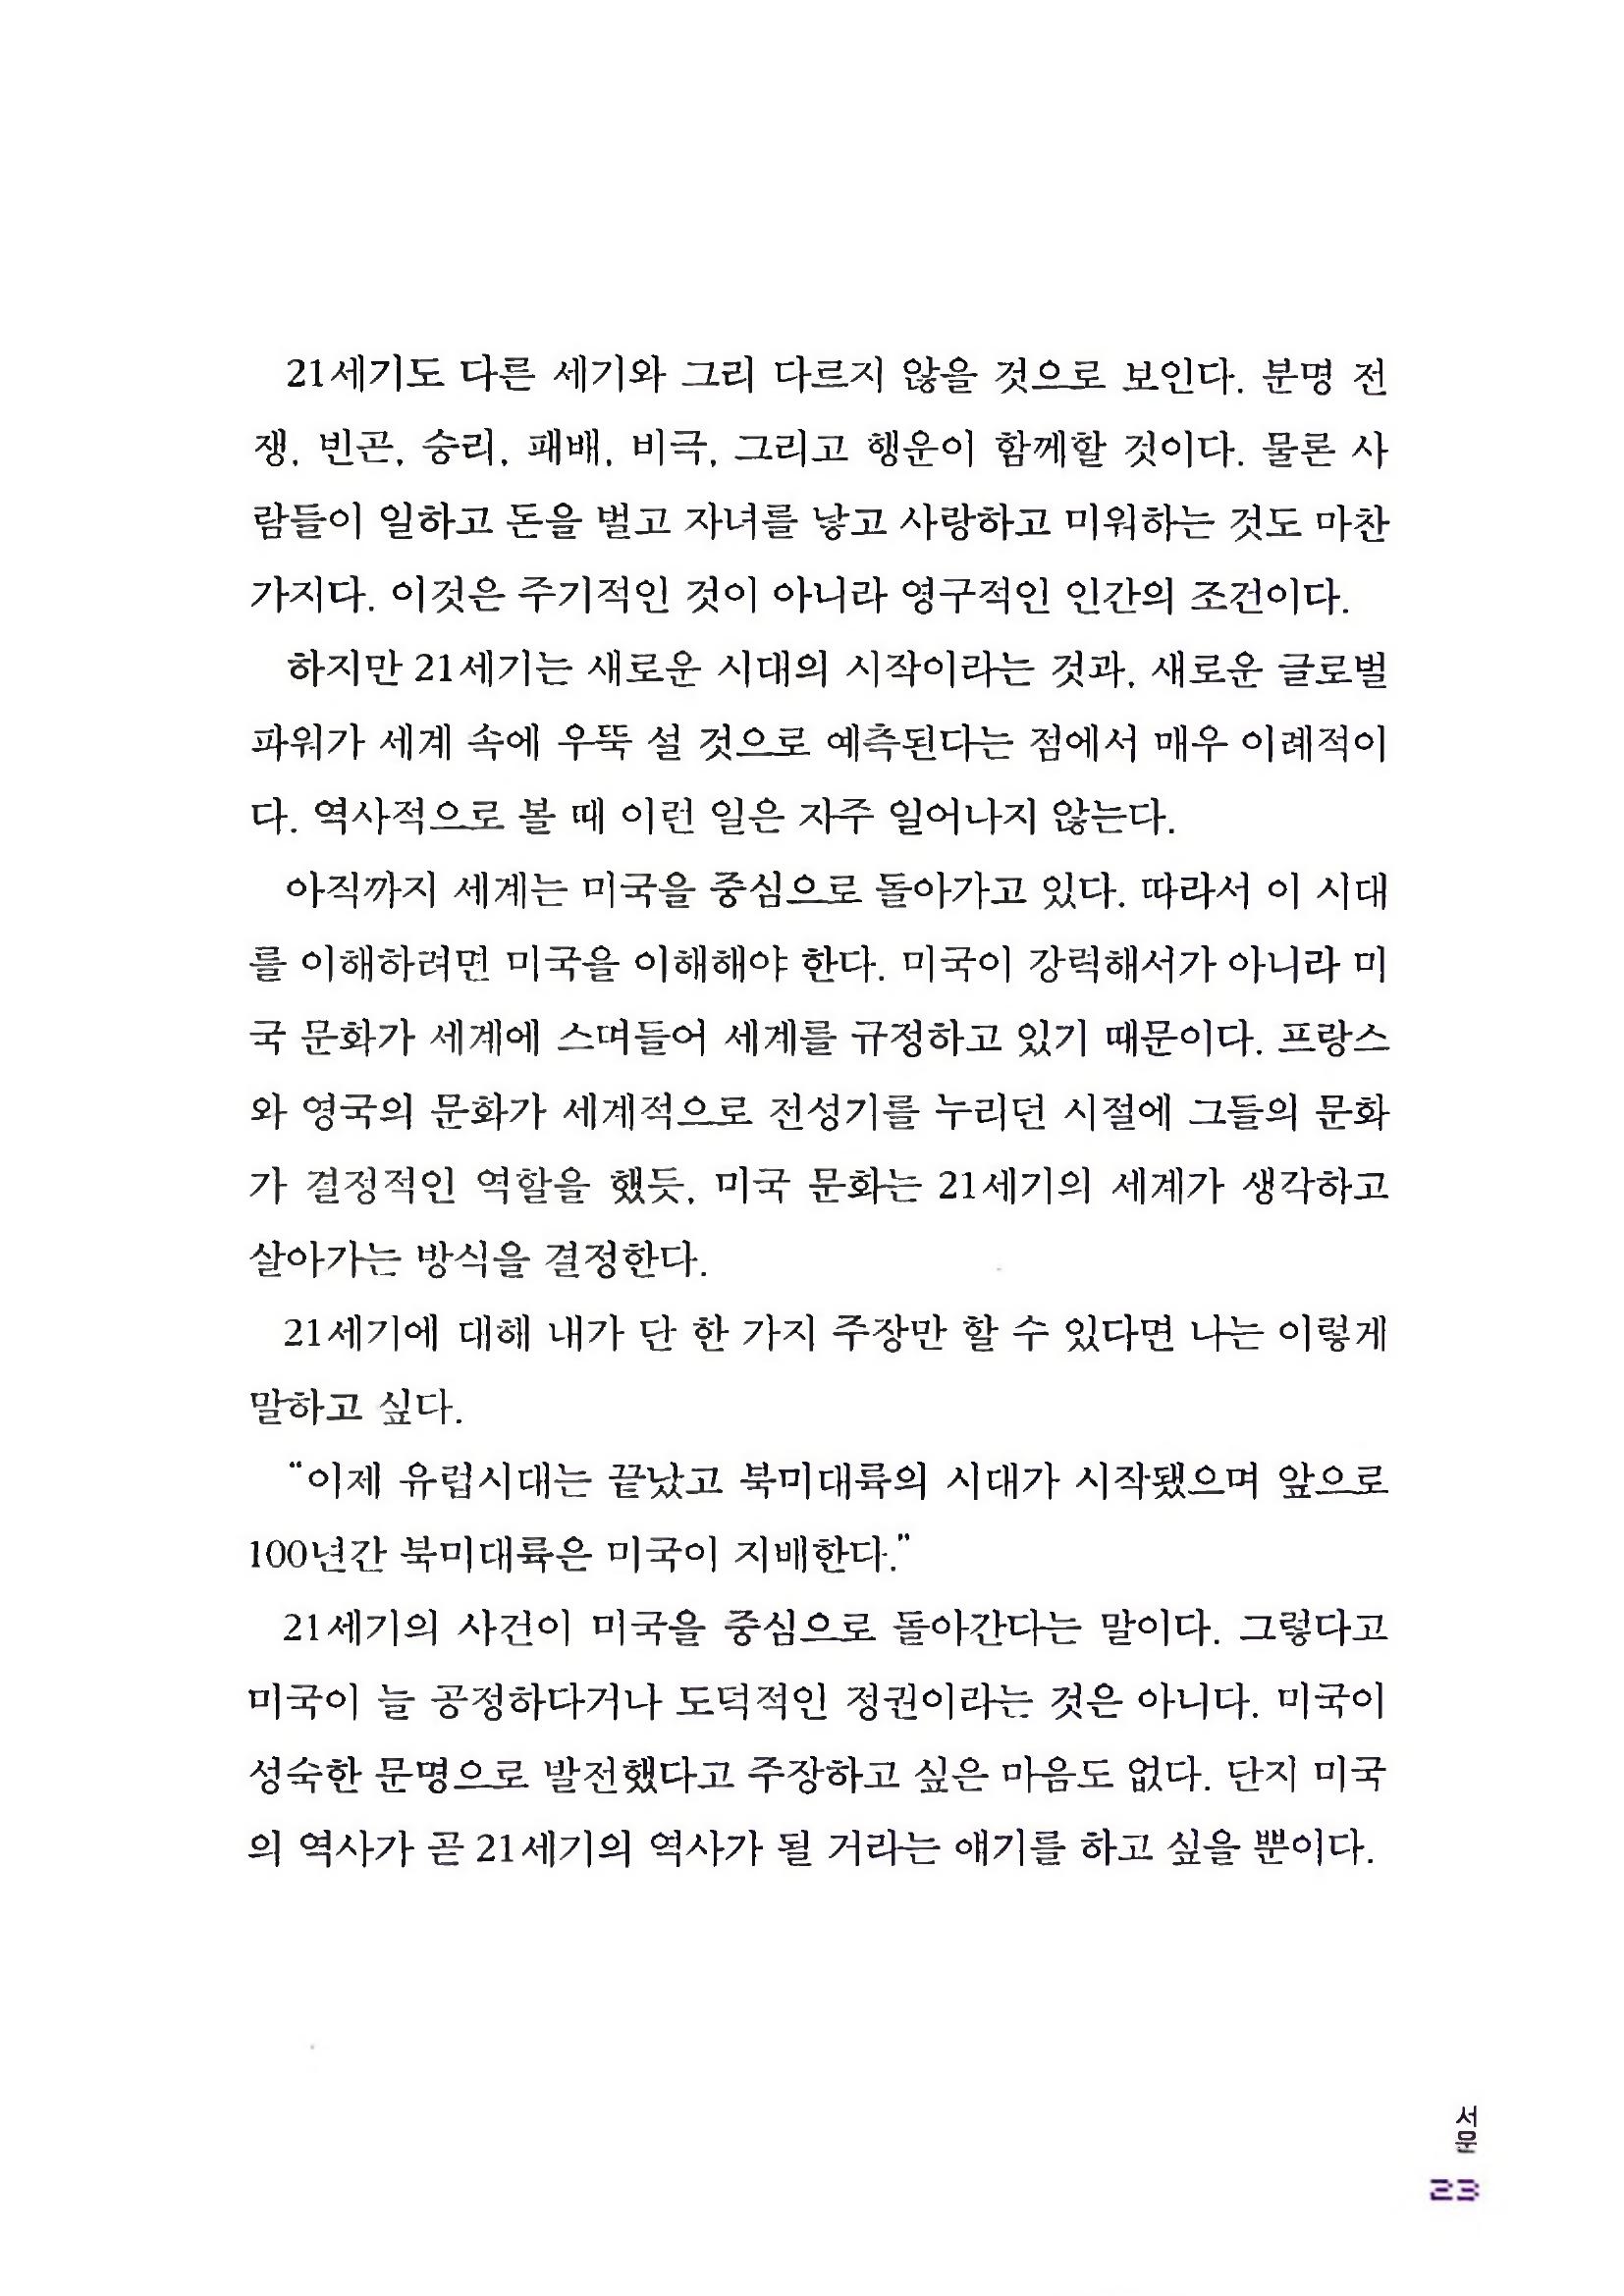 21세기도 다른 세기와 그리 다르지 않을 것으로 보인다. 분명 전
쟁, 빈곤, 승리, 패배, 비극, 그리고 행운이 함께할 것이다. 물론 사
람들이 일하고 돈을 벌고 자녀를 낳고 사랑하고 미워하는 것도 마찬
가지다. 이것은 주기적인 것이 아니라 영구적인 인간의 조건이다.
하지만 21세기는 새로운 시대의 시작이라는 것과, 새로운 글로벌
파워가 세계 속에 우뚝 설 것으로 예측된다는 점에서 매우 이례적이
다. 역사적으로 볼 때 이런 일은 자주 일어나지 않는다.
아직까지 세계는 미국을 중심으로 돌아가고 있다. 따라서 이 시대
를 이해하려면 미국을 이해해야 한다. 미국이 강력해서가 아니라 미
국 문화가 세계에 스며들어 세계를 규정하고 있기 때문이다. 프랑스
와 영국의 문화가 세계적으로 전성기를 누리던 시절에 그들의 문화
가 결정적인 역할을 했듯, 미국 문화는 21세기의 세계가 생각하고
살아가는 방식을 결정한다.
21세기에 대해 내가 단 한 가지 주장만 할 수 있다면 나는 이렇게
말하고 싶다.
“이제 유럽시대는 끝났고 북미대륙의 시대가 시작됐으며 앞으로
100년간 북미대륙은 미국이 지배한다.”
21세기의 사건이 미국을 중심으로 돌아간다는 말이다. 그렇다고
미국이 늘 공정하다거나 도덕적인 정권이라는 것은 아니다. 미국이
성숙한 문명으로 발전했다고 주장하고 싶은 마음도 없다. 단지 미국
의 역사가 곧 21세기의 역사가 될 거라는 얘기를 하고 싶을 뿐이다.
서문
23